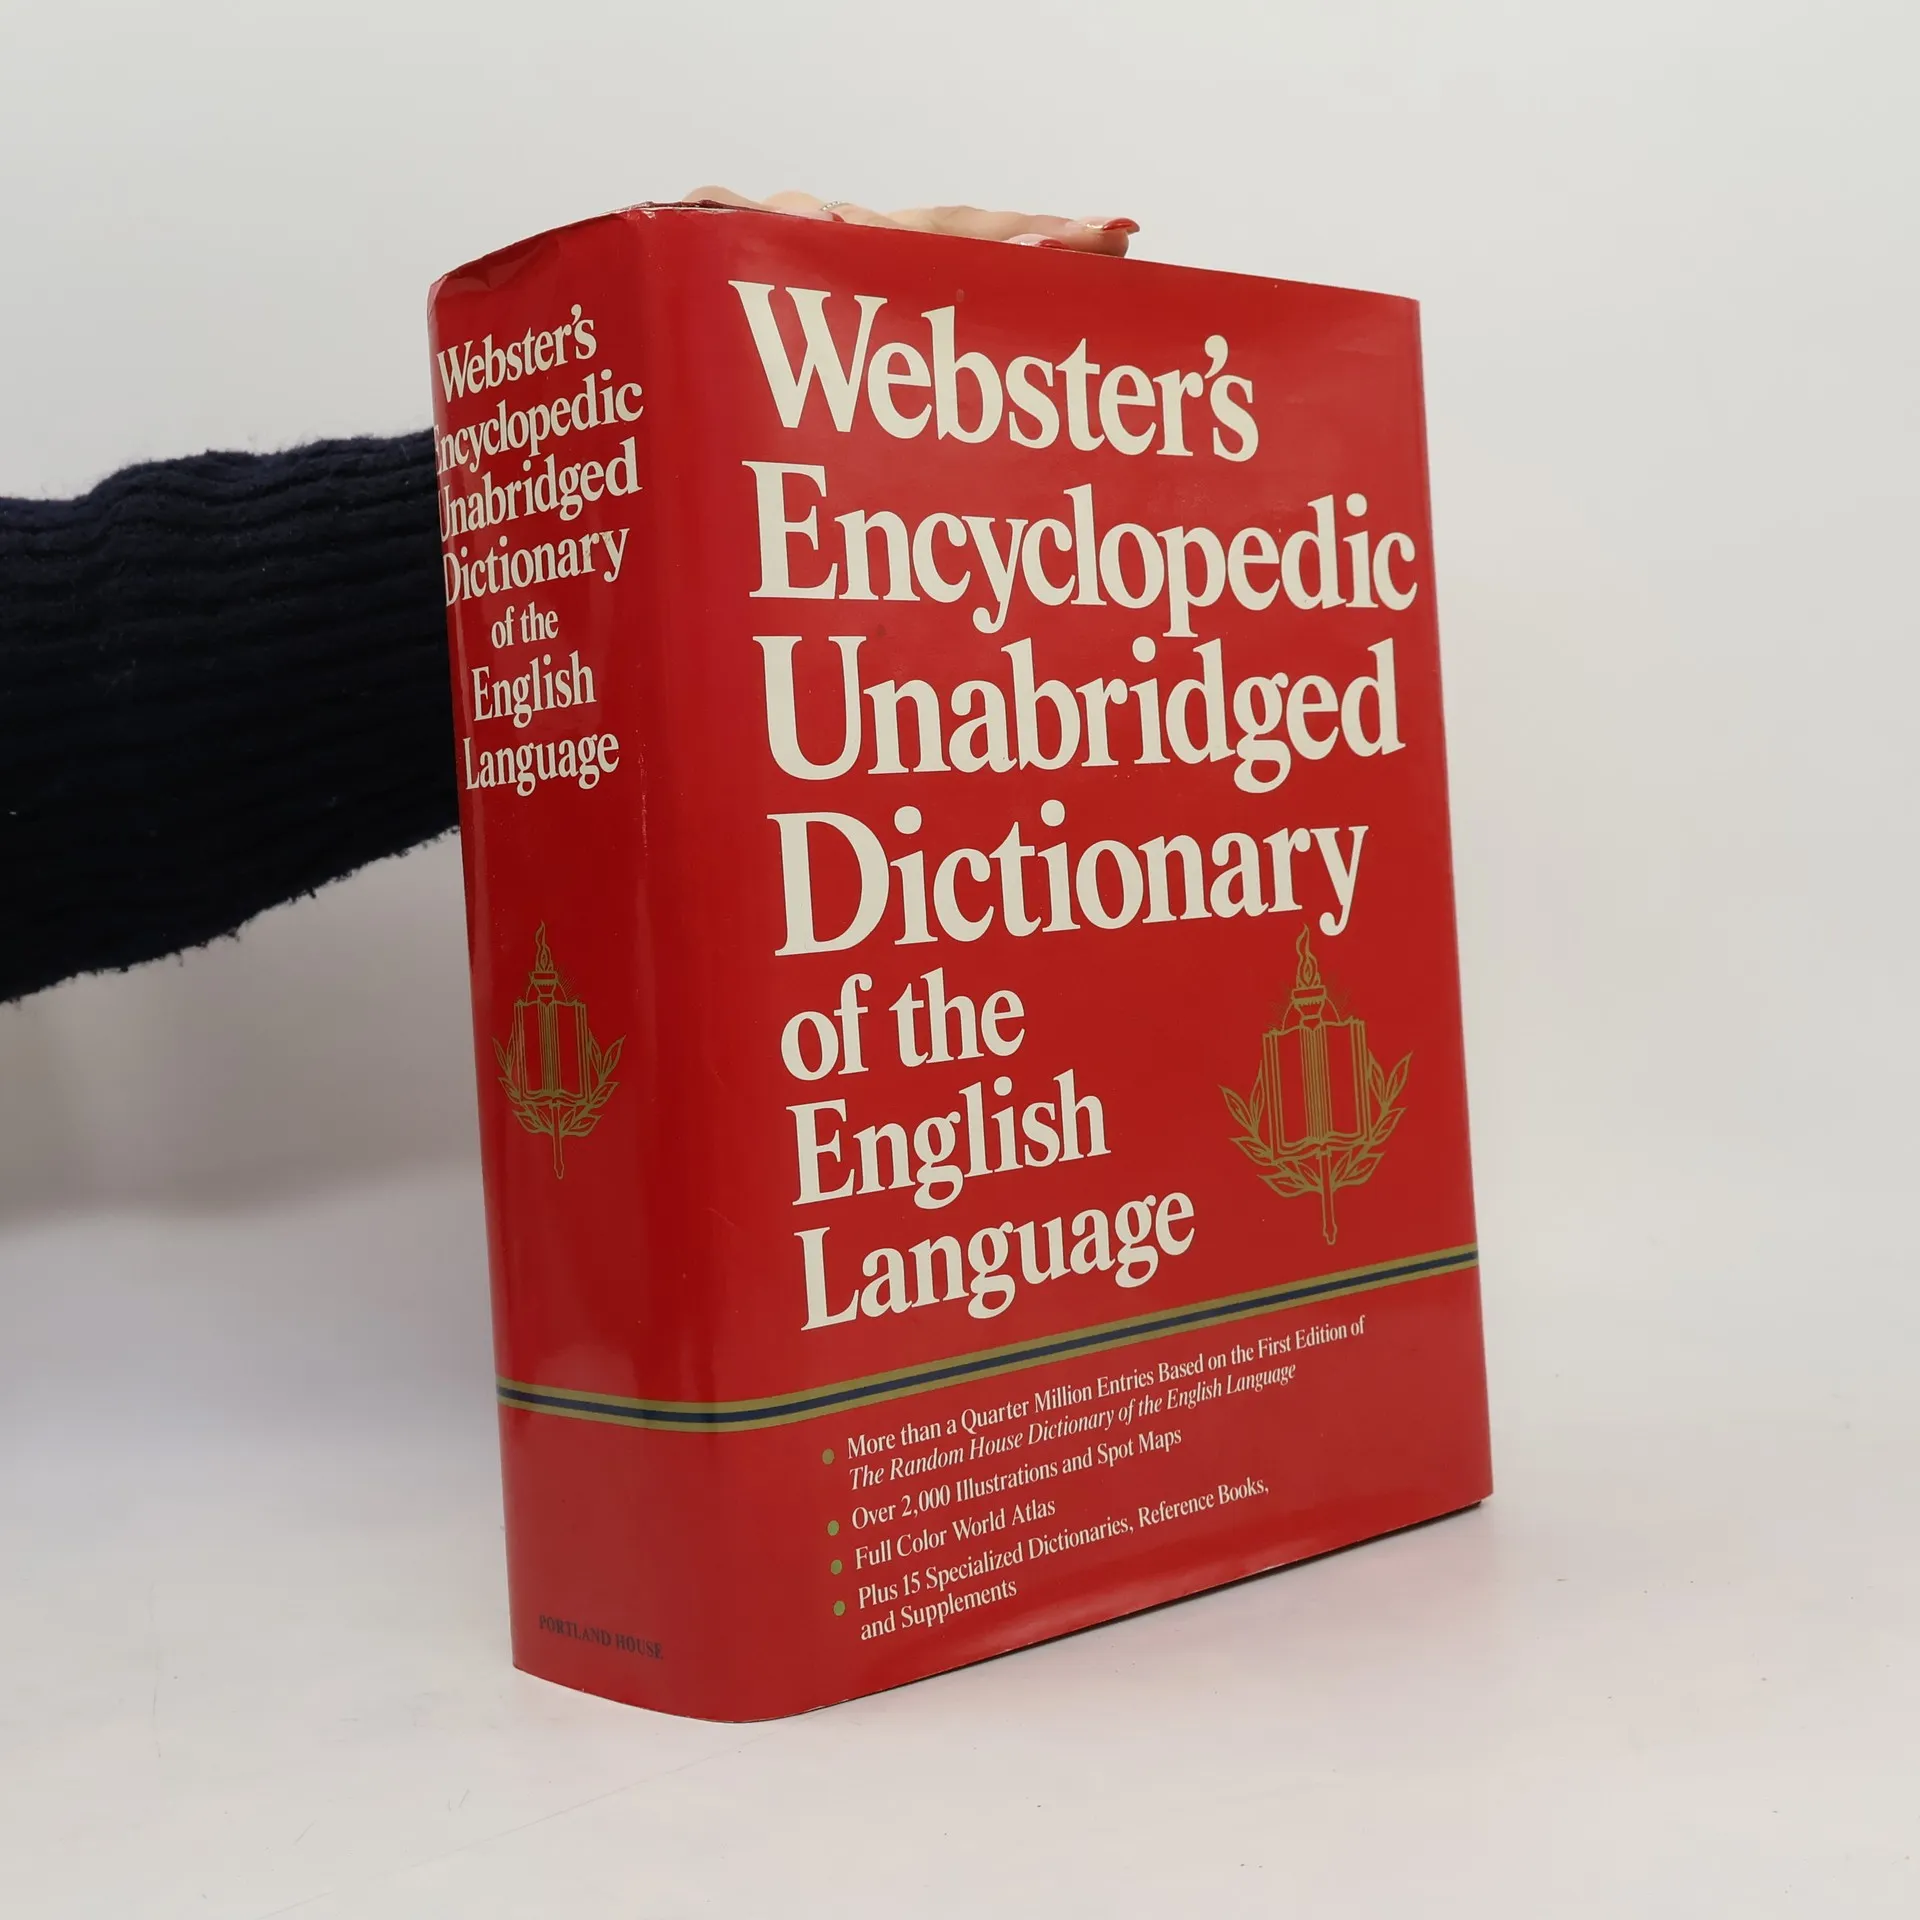 Webster's
Encyclopedic
Unabridged
Dictionary
of the
English
Language
PORTLAND HOUSE
Webster's
Encyclopedic
Unabridged
Dictionary
of the
English
Language
More than a Quarter Million Entries Based on the First Edition of
The Random House Dictionary of the English Language
Over 2,000 Illustrations and Spot Maps
Full Color World Atlas
Plus 15 Specialized Dictionaries, Reference Books,
and Supplements